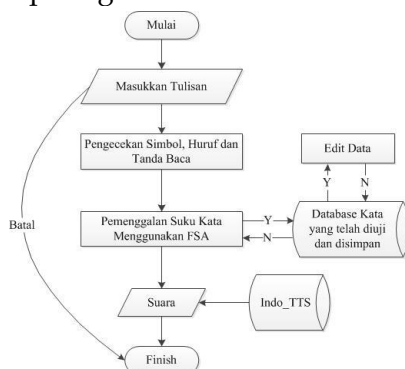 Mulai
Masukkan Tulisan
Pengecekan Simbol, Huruf dan
Tanda Baca
Edit Data
Y
N
Batal
Pemenggalan Suku Kata
Menggunakan FSA
Y
N
Database Kata
yang telah diuji
dan disimpan
Suara
Indo_TTS
Finish